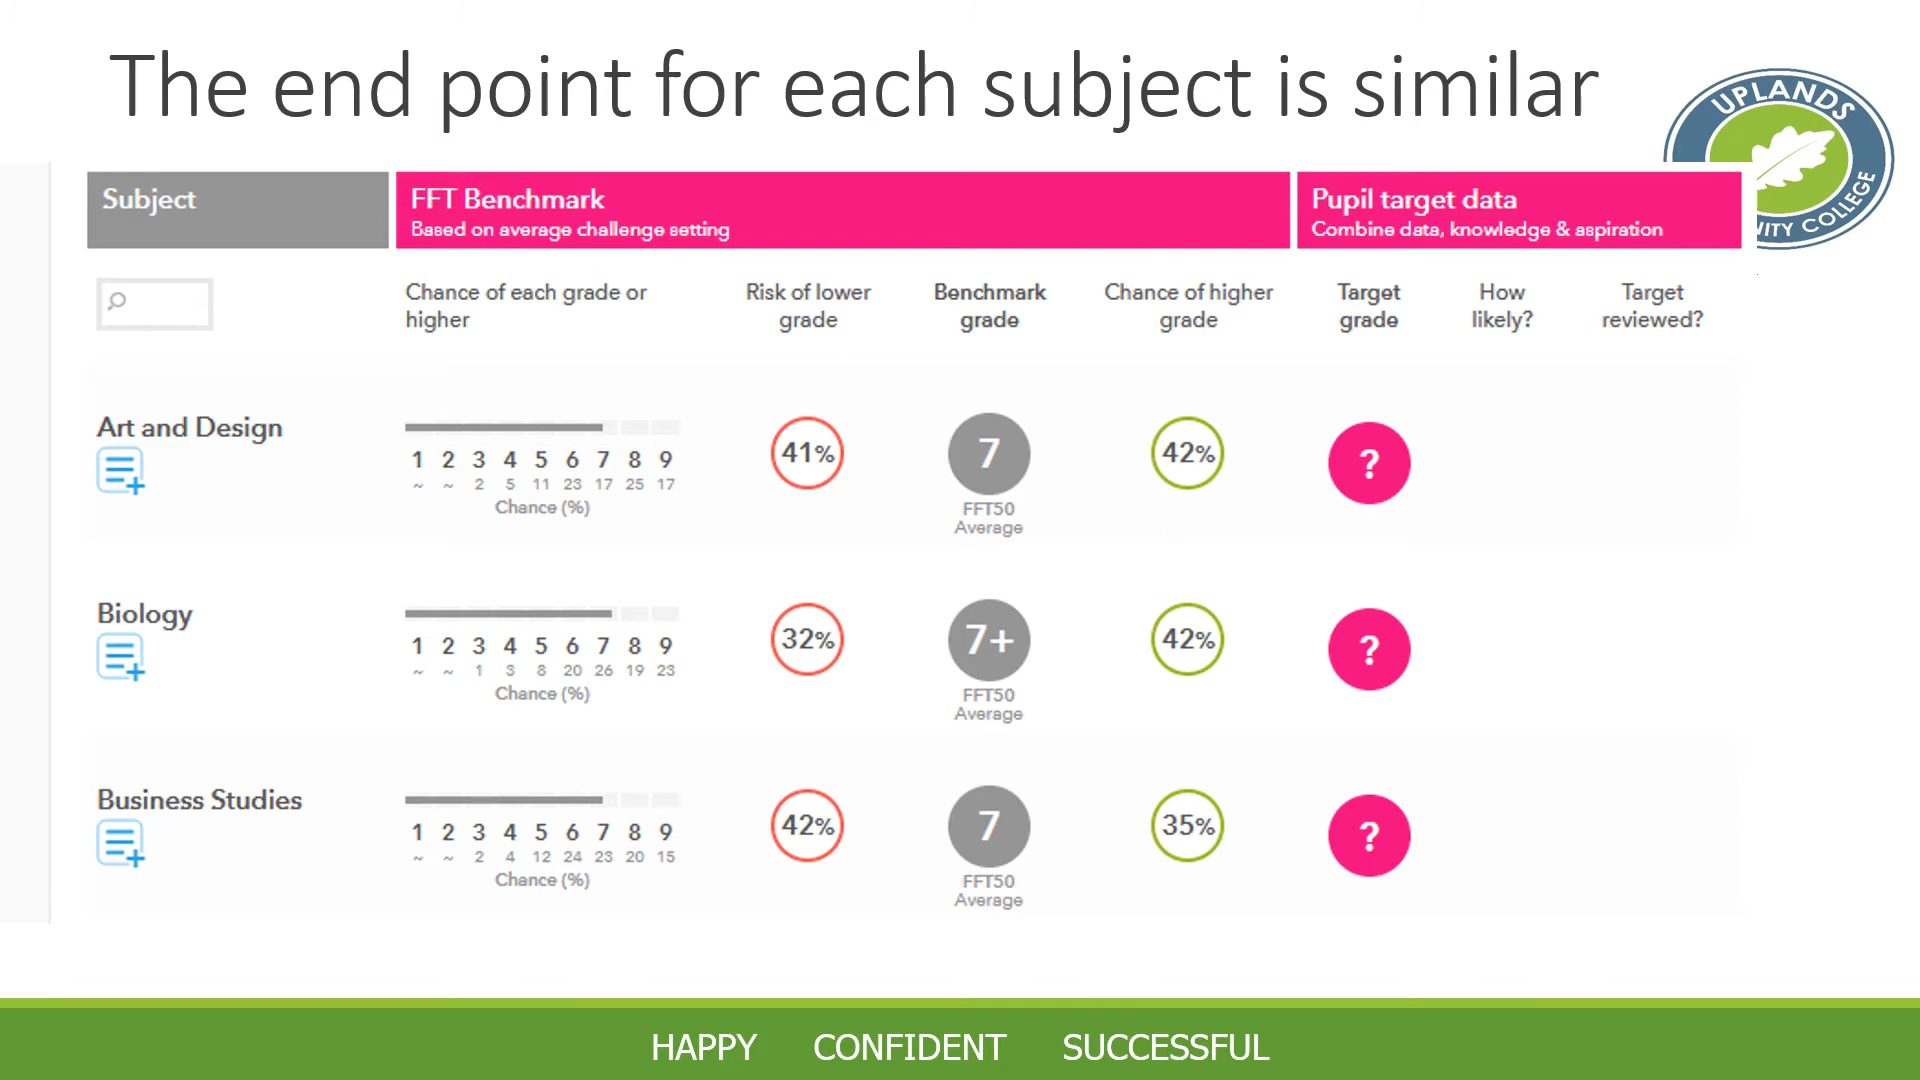 The end point for each subject is similar
UPLANDS
NITY COLLEGE
Subject
FFT Benchmark
Based on average challenge setting
Pupil target data
Combine data, knowledge & aspiration
Chance of each grade or
higher
Risk of lower
grade
Benchmark
grade
Chance of higher
grade
Target
grade
How
likely?
Target
reviewed?
Art and Design
1 2 3 4 5 6 7 8 9
~ ~ 2 5 11 23 17 25 17
Chance (%)
41%
7
FFT50
Average
42%
?
Biology
1 2 3 4 5 6 7 8 9
~ ~ 1 3 8 20 26 19 23
Chance (%)
32%
7+
FFT50
Average
42%
?
Business Studies
1 2 3 4 5 6 7 8 9
~ ~ 2 4 12 24 23 20 15
Chance (%)
42%
7
FFT50
Average
35%
?
HAPPY CONFIDENT SUCCESSFUL